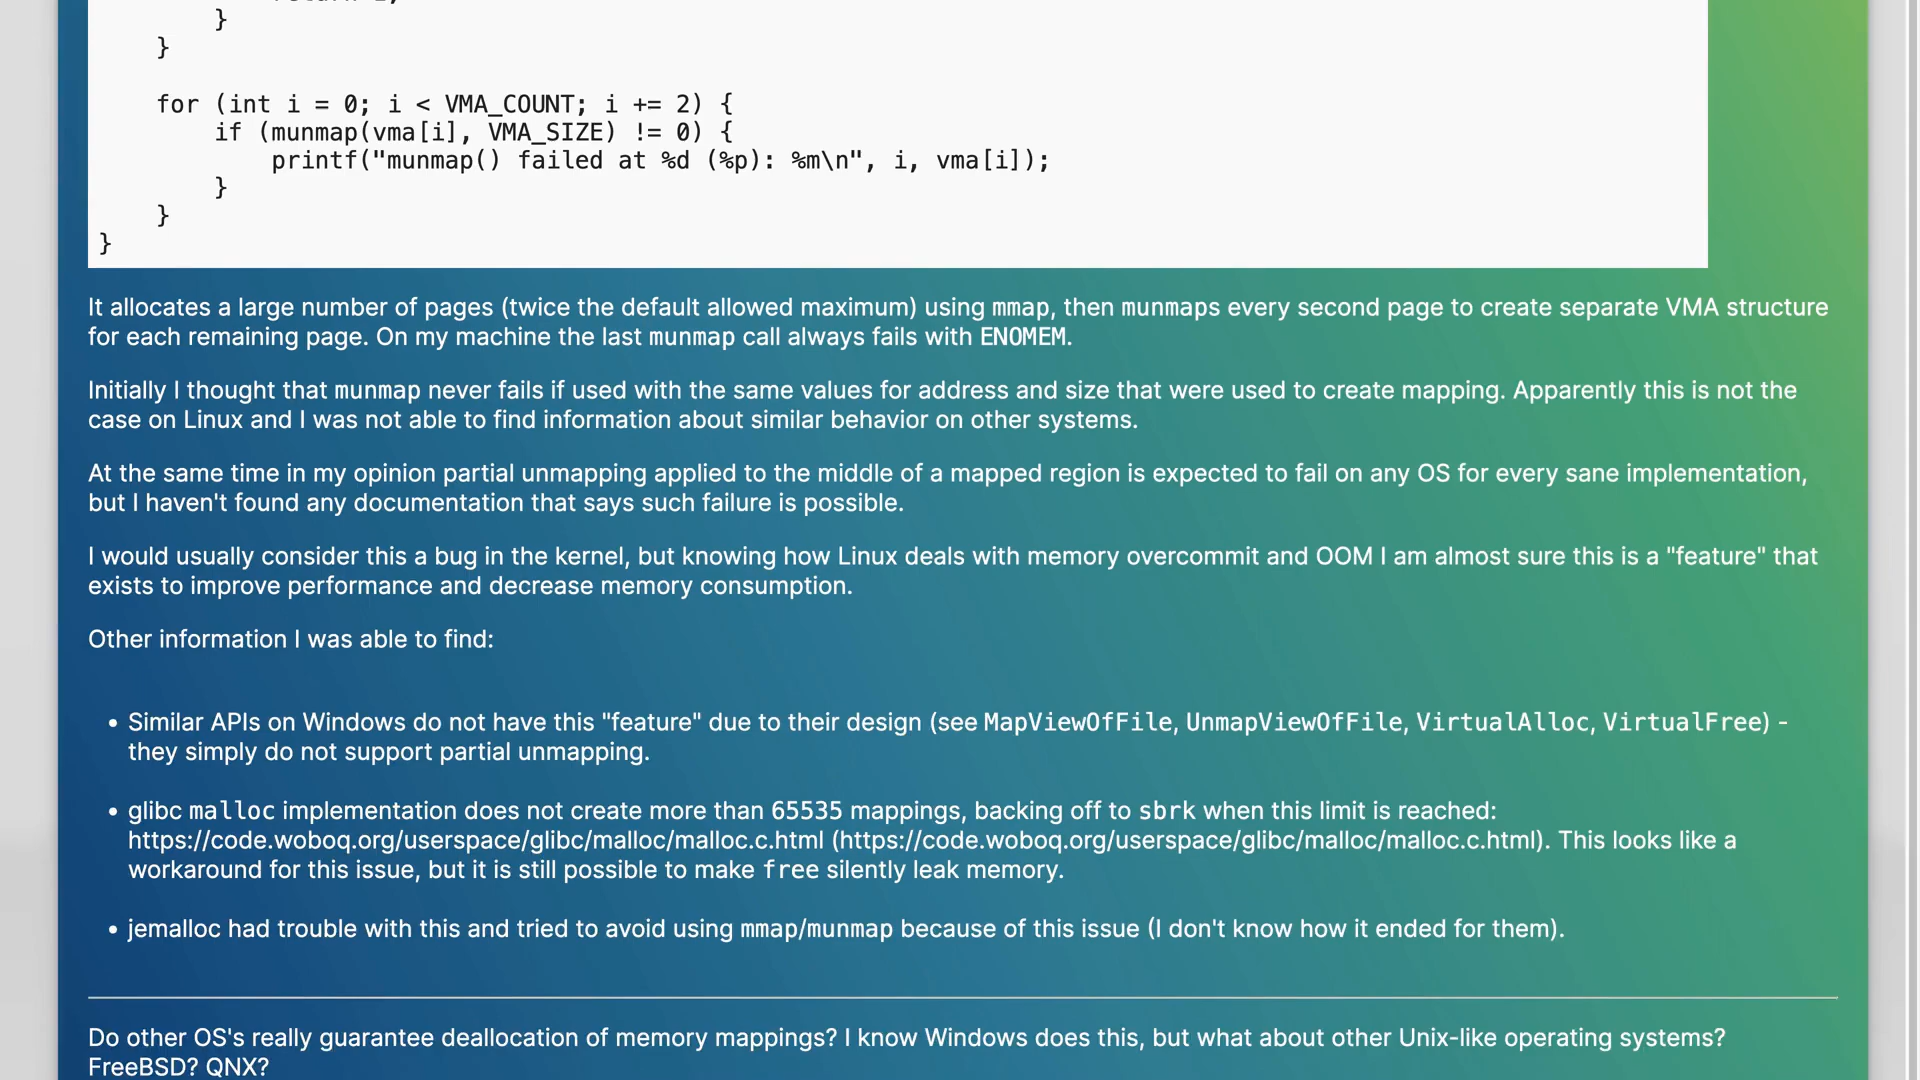 }
}
for (int i = 0; i < VMA_COUNT; i += 2) {
if (munmap(vma[i], VMA_SIZE) != 0) {
printf("munmap() failed at %d (%p): %m\n", i, vma[i]);
}
}
}
It allocates a large number of pages (twice the default allowed maximum) using mmap, then munmaps every second page to create separate VMA structure
for each remaining page. On my machine the last munmap call always fails with ENOMEM.
Initially I thought that munmap never fails if used with the same values for address and size that were used to create mapping. Apparently this is not the
case on Linux and I was not able to find information about similar behavior on other systems.
At the same time in my opinion partial unmapping applied to the middle of a mapped region is expected to fail on any OS for every sane implementation,
but I haven't found any documentation that says such failure is possible.
I would usually consider this a bug in the kernel, but knowing how Linux deals with memory overcommit and OOM I am almost sure this is a "feature" that
exists to improve performance and decrease memory consumption.
Other information I was able to find:
• Similar APIs on Windows do not have this "feature" due to their design (see MapViewOfFile, UnmapViewOfFile, VirtualAlloc, VirtualFree) -
they simply do not support partial unmapping.
• glibc malloc implementation does not create more than 65535 mappings, backing off to sbrk when this limit is reached:
https://code.woboq.org/userspace/glibc/malloc/malloc.c.html (https://code.woboq.org/userspace/glibc/malloc/malloc.c.html). This looks like a
workaround for this issue, but it is still possible to make free silently leak memory.
• jemalloc had trouble with this and tried to avoid using mmap/munmap because of this issue (I don't know how it ended for them).
Do other OS's really guarantee deallocation of memory mappings? I know Windows does this, but what about other Unix-like operating systems?
FreeBSD? QNX?